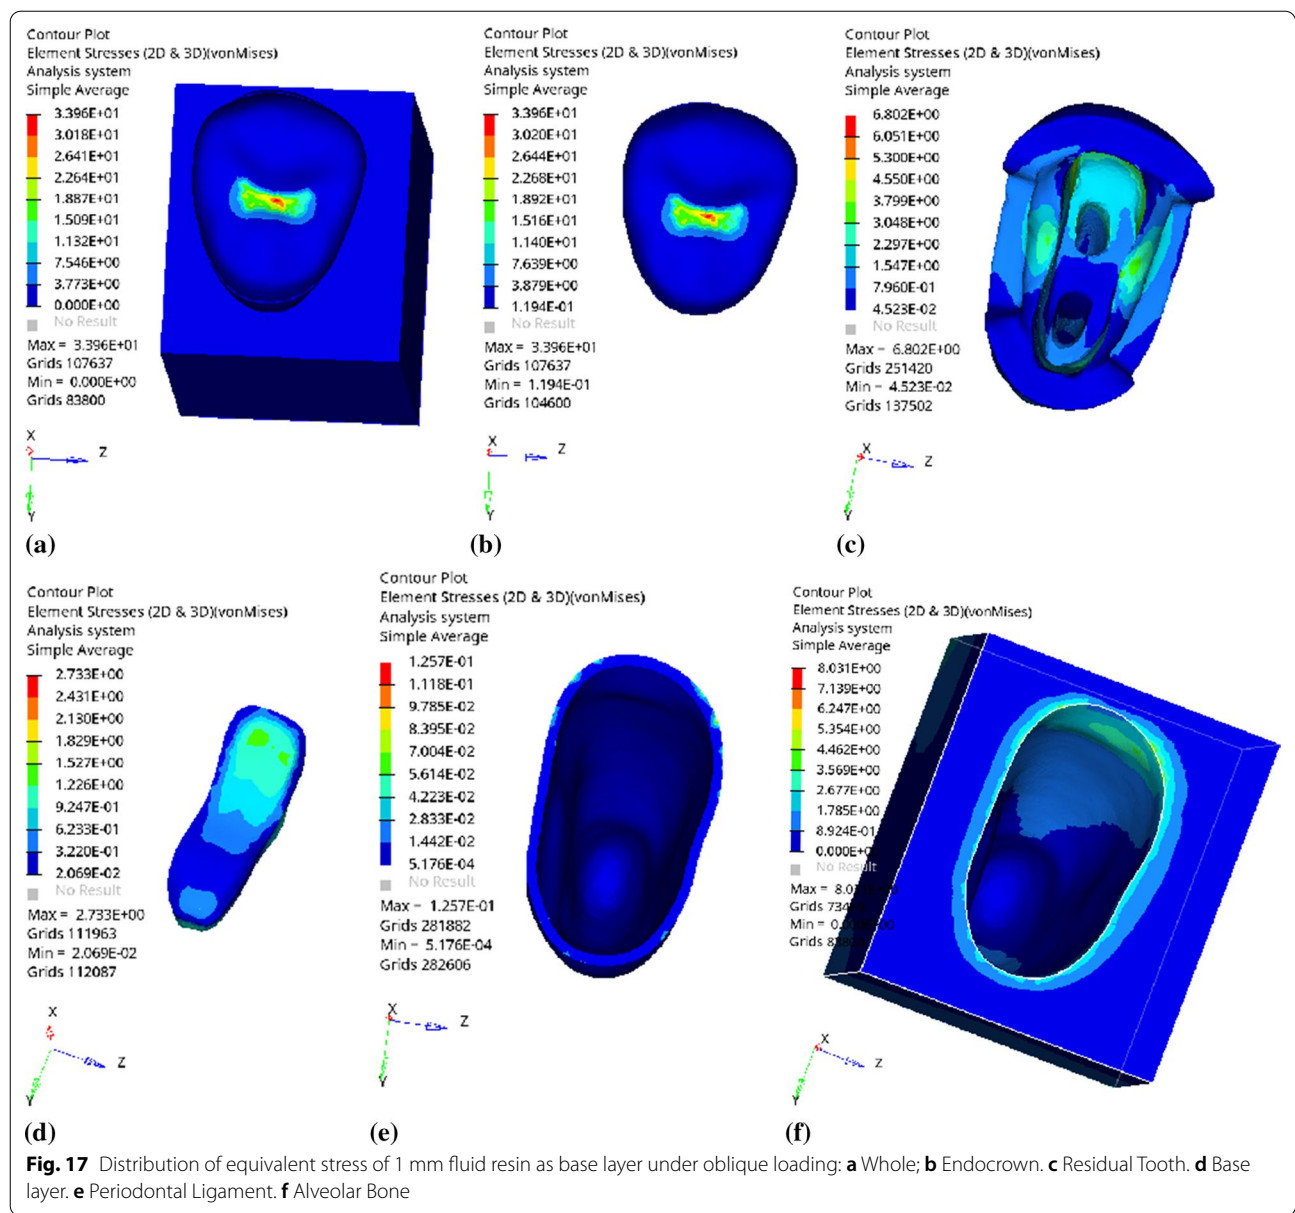 Contour Plot
Element Stresses (2D & 3D)(vonMises)
Analysis system
Simple Average
3.396E+01
3.018E+01
2.641E+01
2.264E+01
1.887E+01
1.509E+01
1.132E+01
7.546E+00
3.773E+00
0.000E+00
No Result
Max = 3.396E+01
Grids 107637
Min = 0.000E+00
Grids 83800
X
Z
Y
(a)
Contour Plot
Element Stresses (2D & 3D)(vonMises)
Analysis system
Simple Average
3.396E+01
3.020E+01
2.644E+01
2.268E+01
1.892E+01
1.516E+01
1.140E+01
7.639E+00
3.879E+00
1.194E-01
No Result
Max = 3.396E+01
Grids 107637
Min = 1.194E-01
Grids 104600
X
Z
Y
(b)
Contour Plot
Element Stresses (2D & 3D)(vonMises)
Analysis system
Simple Average
6.802E+00
6.051E+00
5.300E+00
4.550E+00
3.799E+00
3.048E+00
2.297E+00
1.547E+00
7.960E-01
4.523E-02
No Result
Max = 6.802E+00
Grids 251420
Min = 4.523E-02
Grids 137502
X
Z
Y
(c)
Contour Plot
Element Stresses (2D & 3D)(vonMises)
Analysis system
Simple Average
2.733E+00
2.431E+00
2.130E+00
1.829E+00
1.527E+00
1.226E+00
9.247E-01
6.233E-01
3.220E-01
2.069E-02
No Result
Max = 2.733E+00
Grids 111963
Min = 2.069E-02
Grids 112087
X
Z
Y
(d)
Contour Plot
Element Stresses (2D & 3D)(vonMises)
Analysis system
Simple Average
1.257E-01
1.118E-01
9.785E-02
8.395E-02
7.004E-02
5.614E-02
4.223E-02
2.833E-02
1.442E-02
5.176E-04
No Result
Max = 1.257E-01
Grids 281882
Min = 5.176E-04
Grids 282606
X
Z
Y
(e)
Contour Plot
Element Stresses (2D & 3D)(vonMises)
Analysis system
Simple Average
8.031E+00
7.139E+00
6.247E+00
5.354E+00
4.462E+00
3.569E+00
2.677E+00
1.785E+00
8.924E-01
0.000E+00
No Result
Max =
Grids
Min =
Grids
X
Z
Y
(f)
Fig. 17 Distribution of equivalent stress of 1 mm fluid resin as base layer under oblique loading: a Whole; b Endocrown. c Residual Tooth. d Base
layer. e Periodontal Ligament. f Alveolar Bone